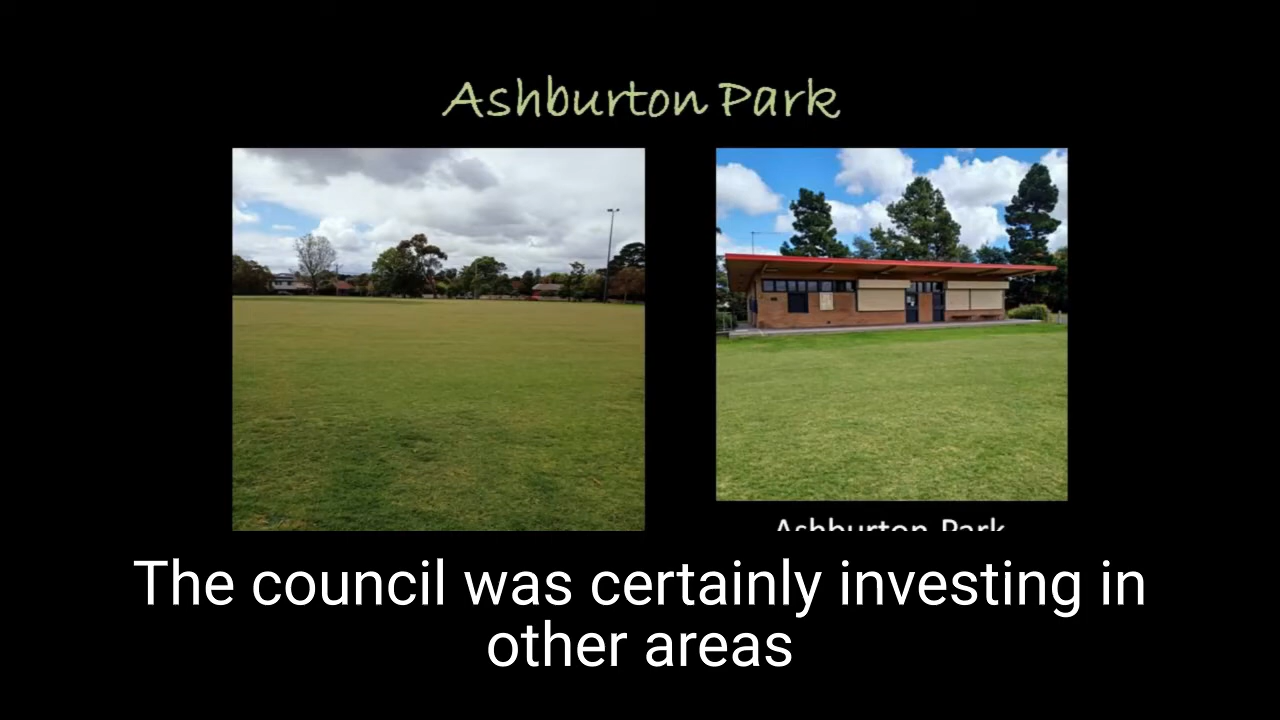 Ashburton Park
Ashburton Park
The council was certainly investing in
other areas